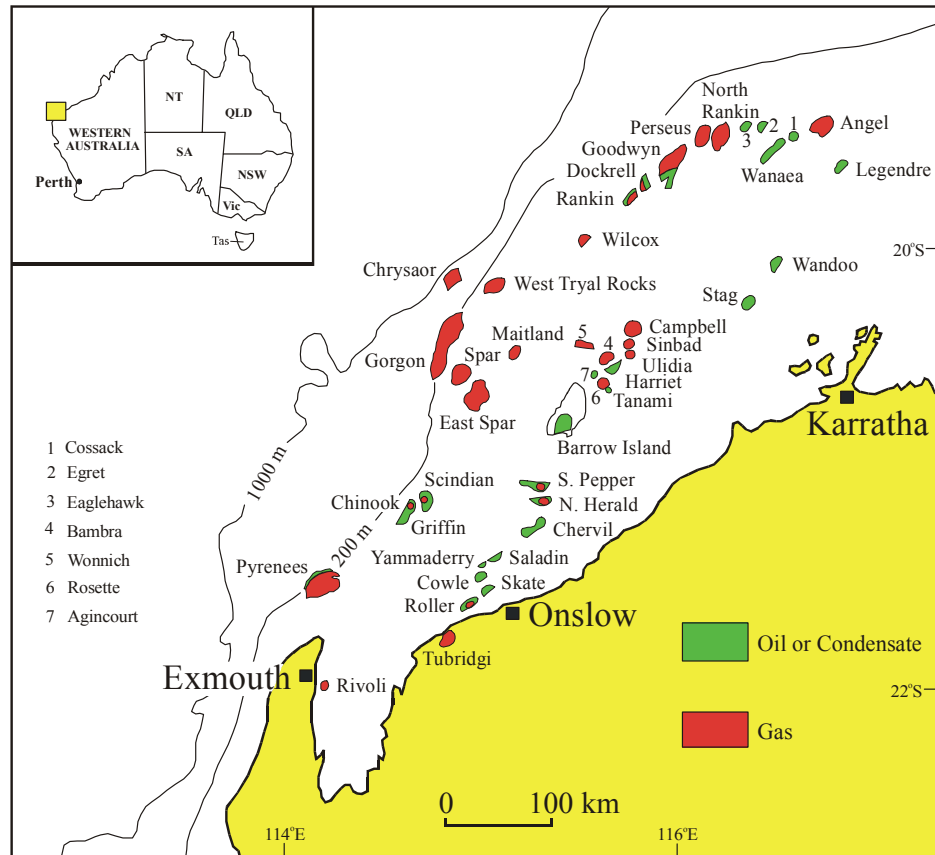 NT
QLD
WESTERN
AUSTRALIA
SA
NSW
Perth
Vic
Tas
North
Rankin
Perseus
3
2
1
Angel
Goodwyn
Dockrell
Wanaea
Legendre
Rankin
Wilcox
20°S
Chrysaor
West Tryal Rocks
Wandoo
Stag
Maitland
5
4
Campbell
Sinbad
Gorgon
Spar
Ulidia
7
Harriet
6
Tanami
East Spar
Karratha
Barrow Island
1 Cossack
2 Egret
3 Eaglehawk
4 Bambra
5 Wonnich
6 Rosette
7 Agincourt
1000 m
200 m
Scindian
S. Pepper
Chinook
N. Herald
Griffin
Chervil
Pyrenees
Yammaderry
Saladin
Cowle
Skate
Roller
Onslow
Tubridgi
Oil or Condensate
Exmouth
Rivoli
22°S
Gas
0 100 km
114°E
116°E